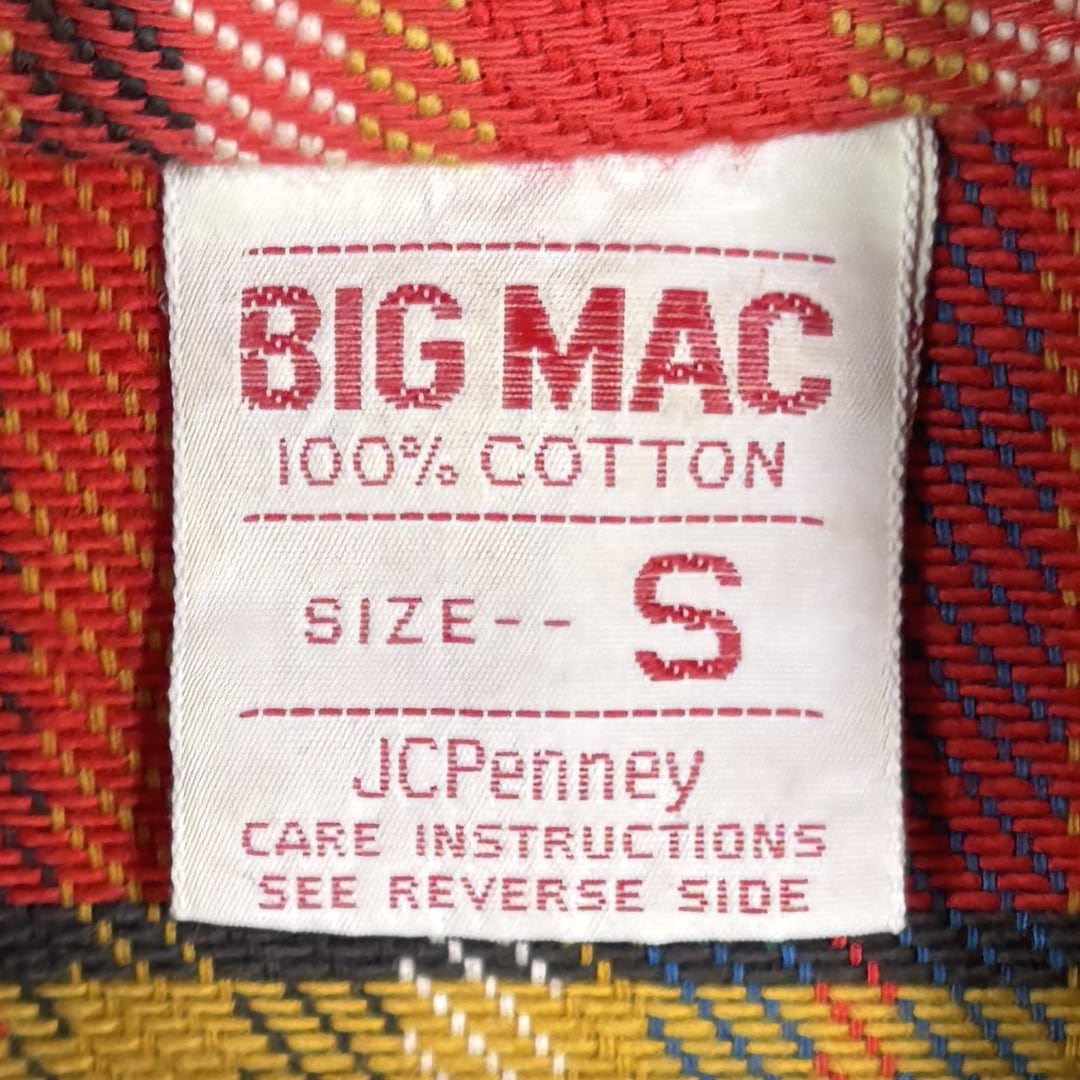 BIG MAC
100% COTTON
SIZE-- S
JCPenney
CARE INSTRUCTIONS
SEE REVERSE SIDE